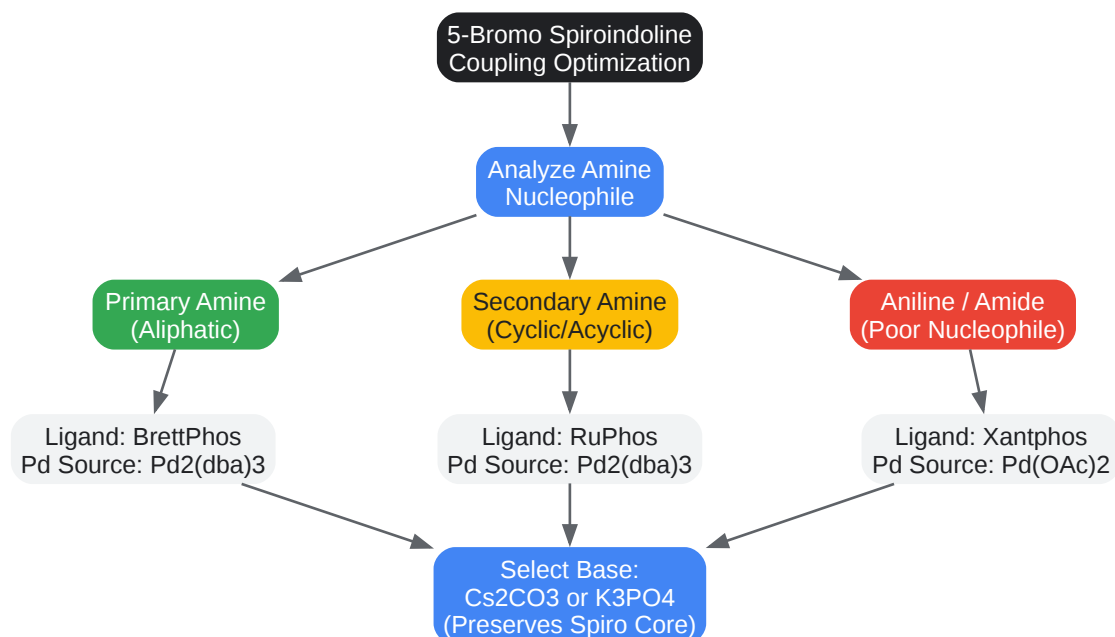 5-Bromo Spiroindoline
Coupling Optimization
Analyze Amine
Nucleophile
Primary Amine
(Aliphatic)
Secondary Amine
(Cyclic/Acyclic)
Aniline / Amide
(Poor Nucleophile)
Ligand: BrettPhos
Pd Source: Pd2(dba)3
Ligand: RuPhos
Pd Source: Pd2(dba)3
Ligand: Xantphos
Pd Source: Pd(OAc)2
Select Base:
Cs2CO3 or K3PO4
(Preserves Spiro Core)